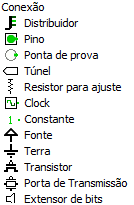 Conexão
Distribuidor
Pino
Ponta de prova
Túnel
Resistor para ajuste
Clock
1 Constante
Fonte
Terra
Transistor
Porta de Transmissão
Extensor de bits